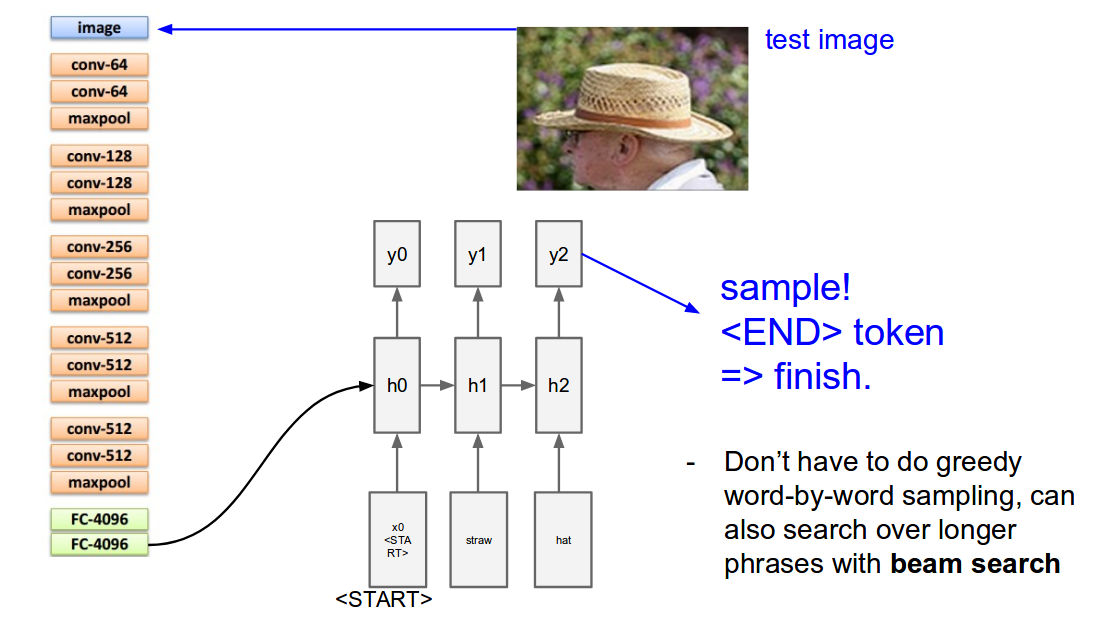 image
test image
conv-64
conv-64
maxpool
conv-128
conv-128
maxpool
conv-256
conv-256
maxpool
conv-512
conv-512
maxpool
conv-512
conv-512
maxpool
FC-4096
FC-4096
y0
y1
y2
h0
h1
h2
x0
<STA
RT>
straw
hat
<START>
sample!
<END> token
=> finish.
- Don’t have to do greedy
word-by-word sampling, can
also search over longer
phrases with beam search